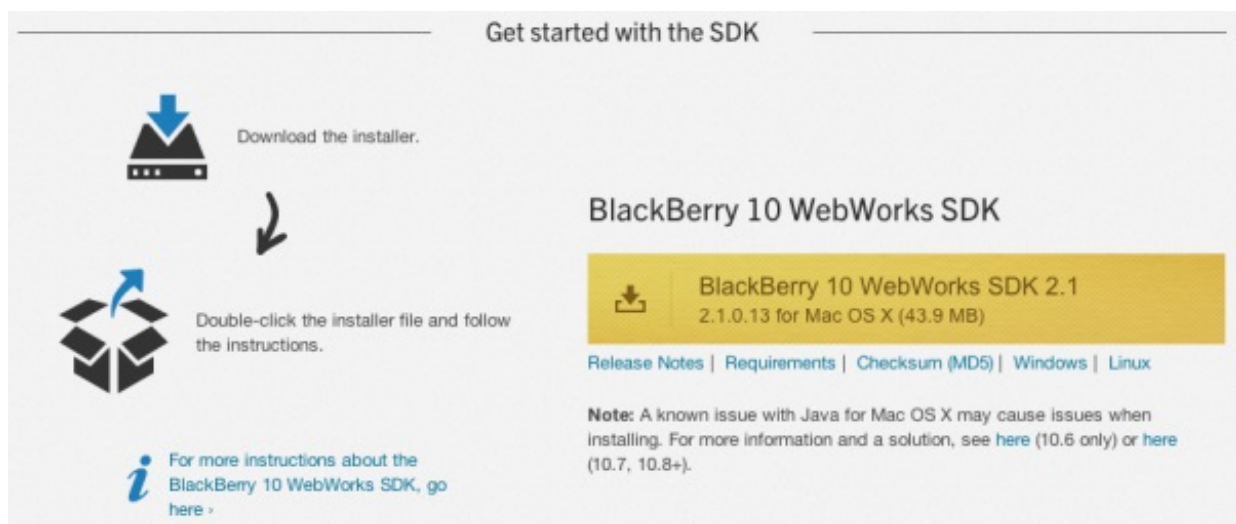 Get started with the SDK
Download the installer.
Double-click the installer file and follow
the instructions.
For more instructions about the
BlackBerry 10 WebWorks SDK, go
here ›
BlackBerry 10 WebWorks SDK
BlackBerry 10 WebWorks SDK 2.1
2.1.0.13 for Mac OS X (43.9 MB)
Release Notes | Requirements | Checksum (MD5) | Windows | Linux
Note: A known issue with Java for Mac OS X may cause issues when
installing. For more information and a solution, see here (10.6 only) or here
(10.7, 10.8+).